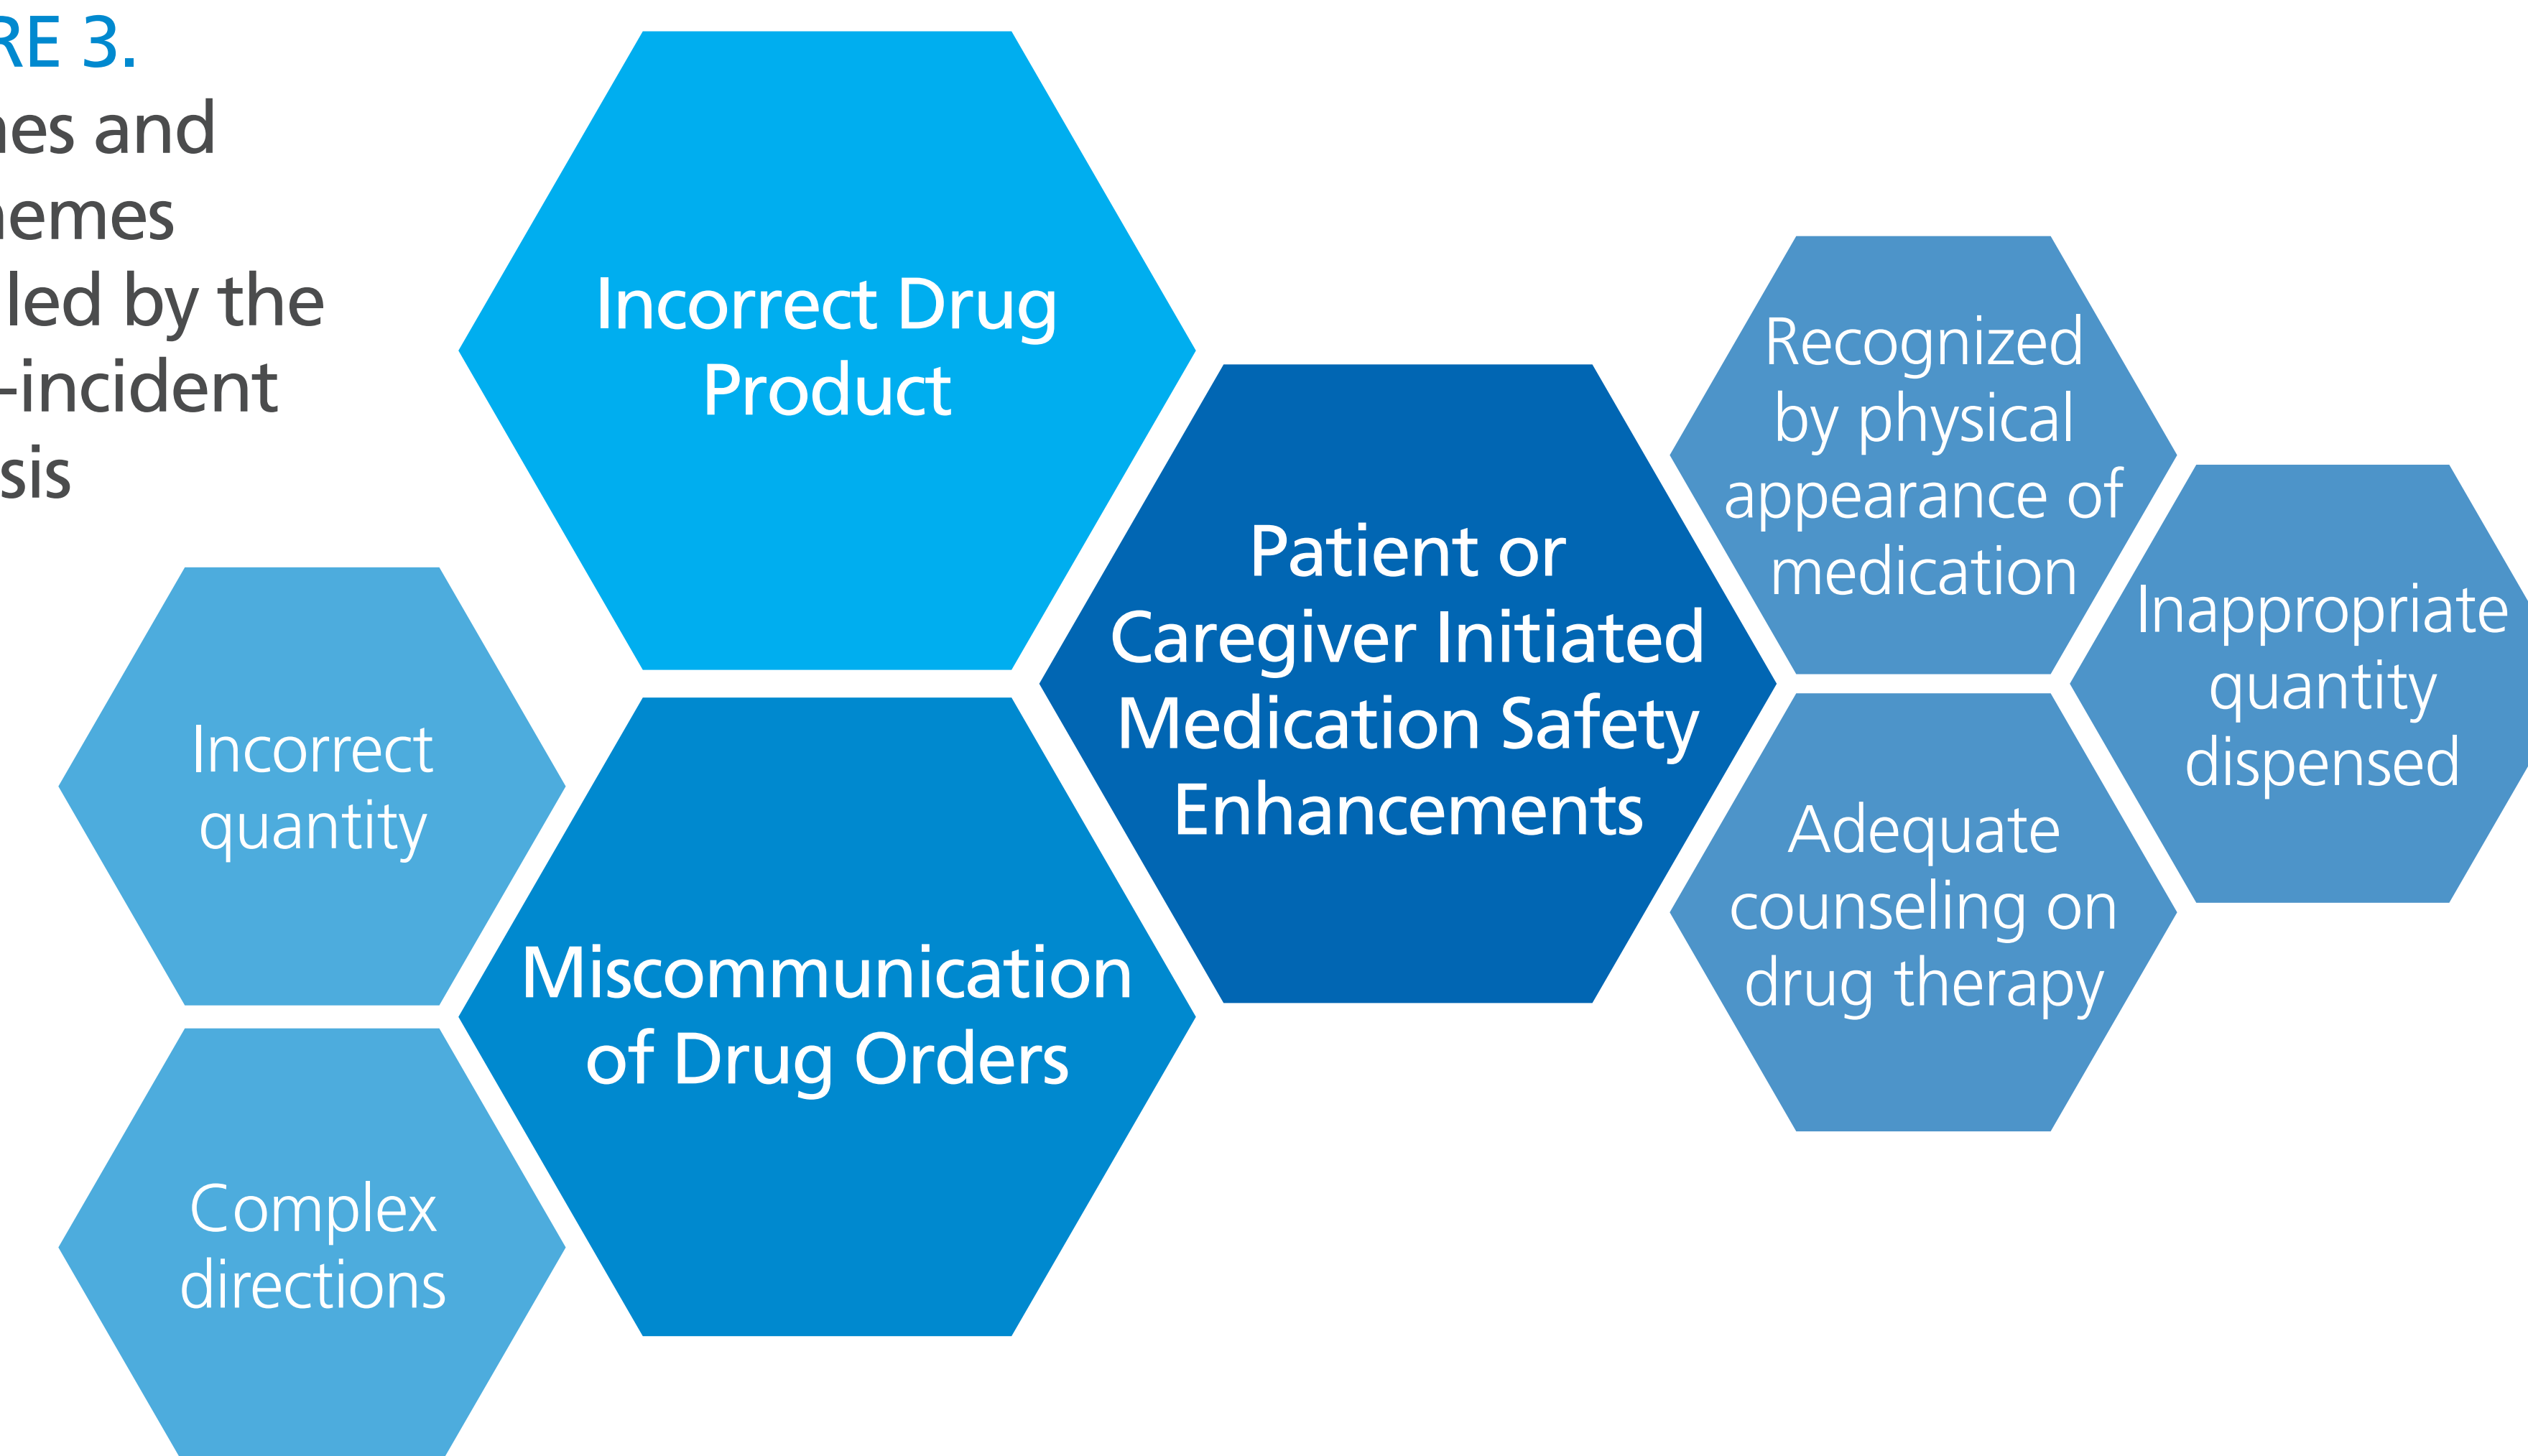 RE 3.
nes and
hemes
led by the
-incident
sis
Incorrect Drug
Product
Patient or
Caregiver Initiated
Medication Safety
Enhancements
Recognized
by physical
appearance of
medication
Inappropriate
quantity
dispensed
Adequate
counseling on
drug therapy
Incorrect
quantity
Miscommunication
of Drug Orders
Complex
directions